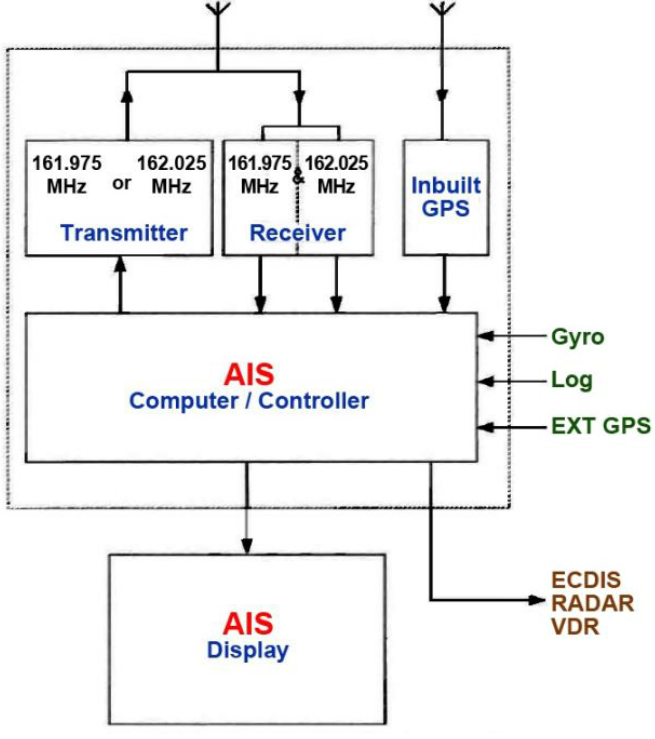 161.975 MHz or 162.025 MHz
Transmitter
161.975 MHz & 162.025 MHz
Receiver
Inbuilt
GPS
AIS
Computer / Controller
Gyro
Log
EXT GPS
AIS
Display
ECDIS
RADAR
VDR